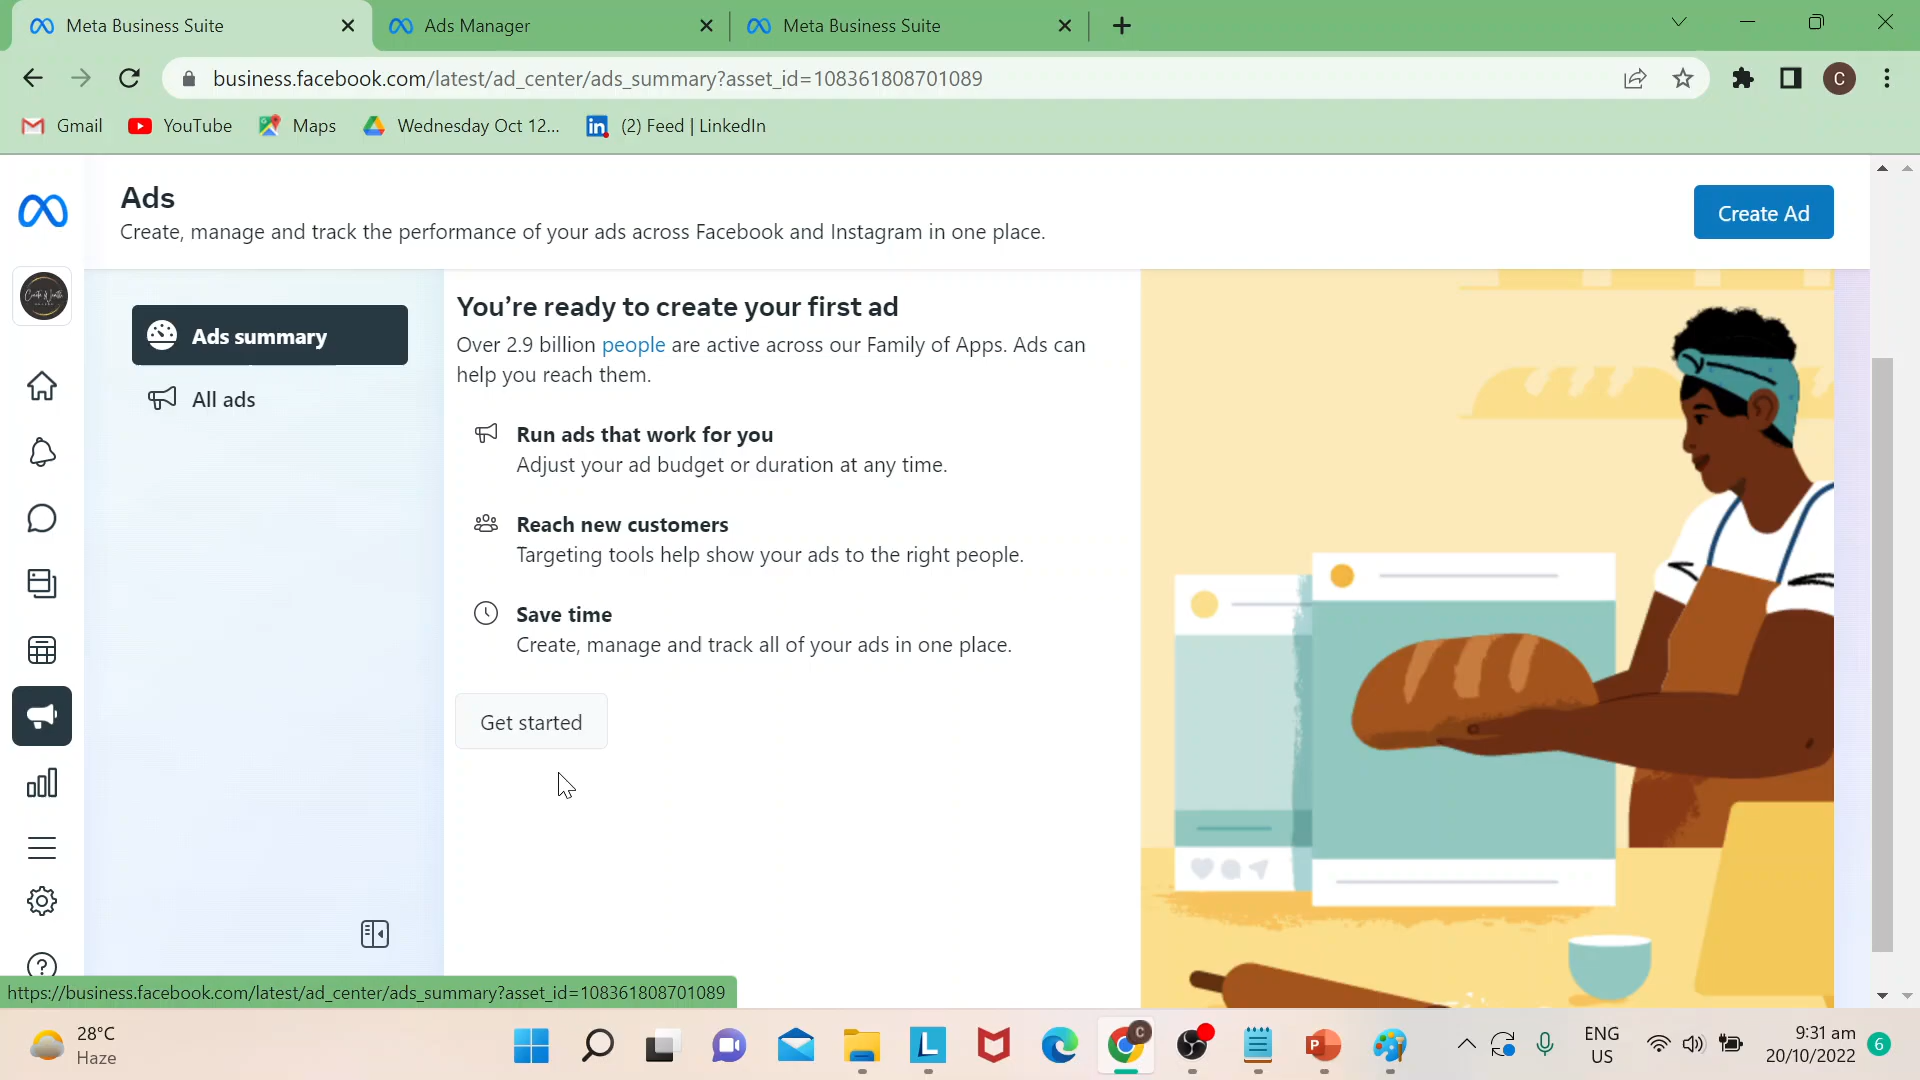 Meta Business Suite
Ads Manager
Meta Business Suite
business.facebook.com/latest/ad_center/ads_summary?asset_id=108361808701089
C
Gmail
YouTube
Maps
Wednesday Oct 12...
(2) Feed | LinkedIn
Ads
Create, manage and track the performance of your ads across Facebook and Instagram in one place.
Create Ad
Ads summary
All ads
You’re ready to create your first ad
Over 2.9 billion people are active across our Family of Apps. Ads can
help you reach them.
Run ads that work for you
Adjust your ad budget or duration at any time.
Reach new customers
Targeting tools help show your ads to the right people.
Save time
Create, manage and track all of your ads in one place.
Get started
https://business.facebook.com/latest/ad_center/ads_summary?asset_id=108361808701089
28°C
Haze
C
ENG
US
9:31 am
20/10/2022
6